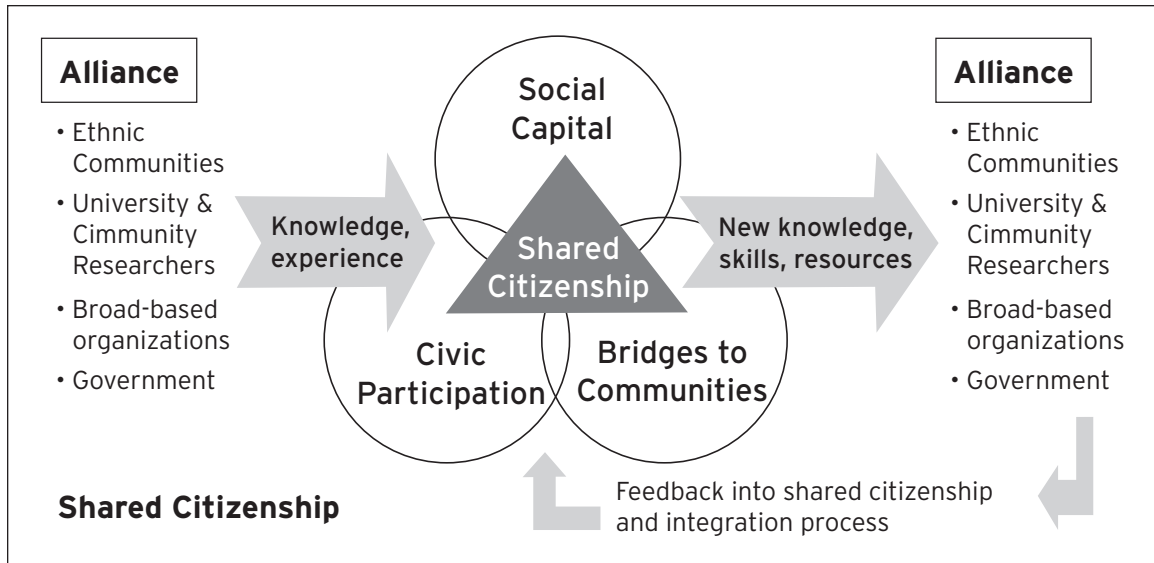 Alliance
• Ethnic
Communities
• University &
Cimmunity
Researchers
• Broad-based
organizations
• Government
Knowledge,
experience
Social
Capital
Shared
Citizenship
Civic
Participation
Bridges to
Communities
New knowledge,
skills, resources
Alliance
• Ethnic
Communities
• University &
Cimmunity
Researchers
• Broad-based
organizations
• Government
Feedback into shared citizenship
and integration process
Shared Citizenship